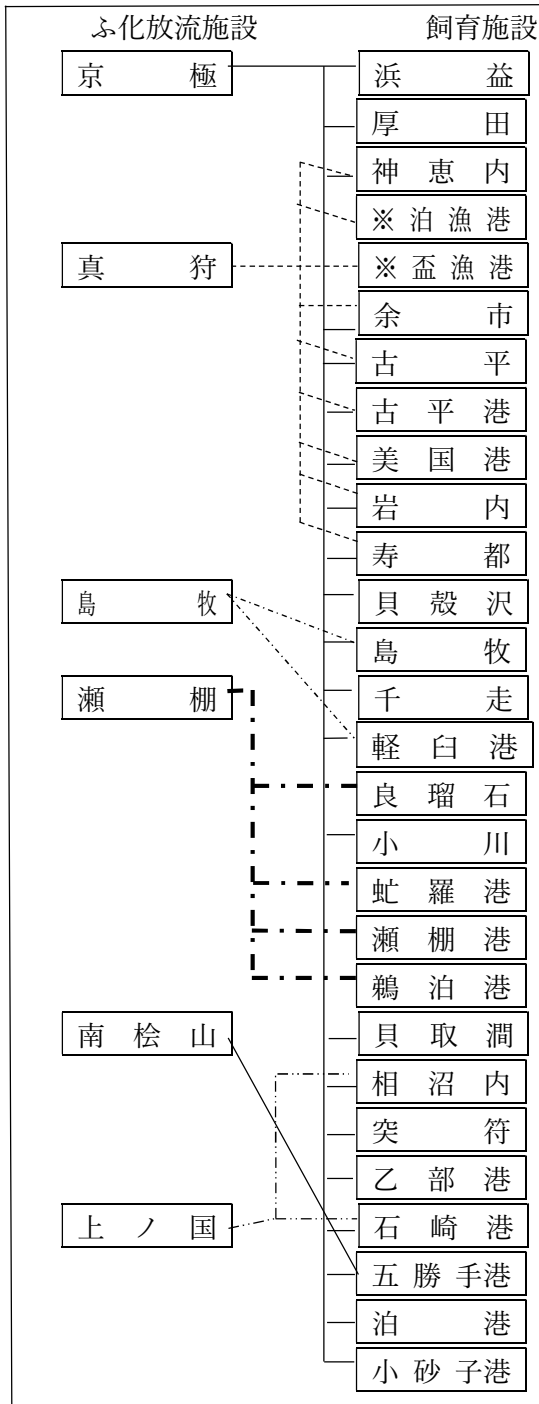 ふ化放流施設 飼育施設
京極 浜益
厚田
神恵内
※泊漁港
真狩 ※盃漁港
余市
古平
古平港
美国港
岩内
寿都
島牧 貝殻沢
島牧
瀬棚 千走
軽臼港
良瑠石
小川
虻羅港
瀬棚港
鵜泊港
南桧山 貝取澗
相沼内
突符
乙部港
上ノ国 石崎港
五勝手港
泊港
小砂子港